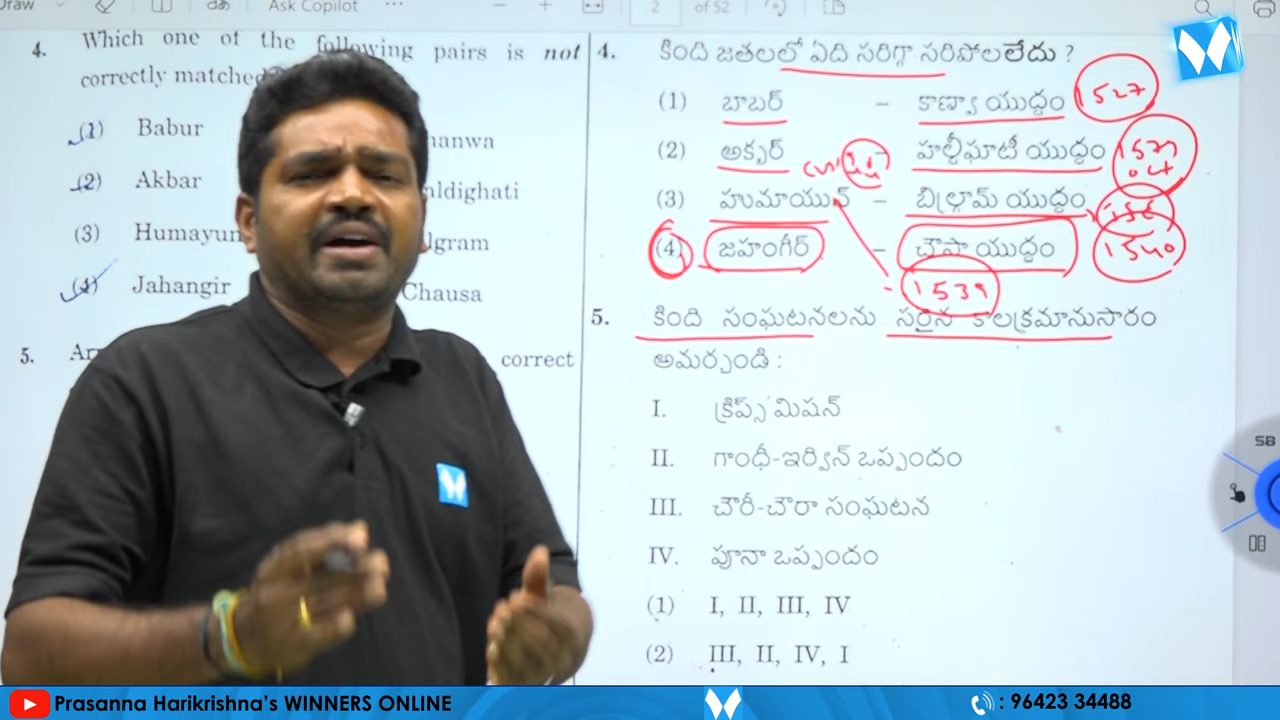 Draw
Ask Copilot
2 of 52
4. Which one of the following pairs is not
correctly matched
(1) Babur hanwa
(2) Akbar ldighati
(3) Humayun lgram
(4) Jahangir Chausa
5. correct
4. కింది జతలలో ఏది సరిగ్గా సరిపోలలేదు ?
(1) బాబర్ – కాణ్వా యుద్ధం 1527
(2) అక్బర్ – హల్దీఘాటీ యుద్ధం
(3) హుమాయున్ – బిల్గ్రామ్ యుద్ధం
(4) జహంగీర్ – చౌసా యుద్ధం 1540
1539
5. కింది సంఘటనలను సరైన కాలక్రమానుసారం
అమర్చండి :
I. క్రిప్స్ మిషన్
II. గాంధీ-ఇర్విన్ ఒప్పందం
III. చౌరీ-చౌరా సంఘటన
IV. పూనా ఒప్పందం
(1) I, II, III, IV
(2) III, II, IV, I
SB
Prasanna Harikrishna's WINNERS ONLINE
: 96423 34488